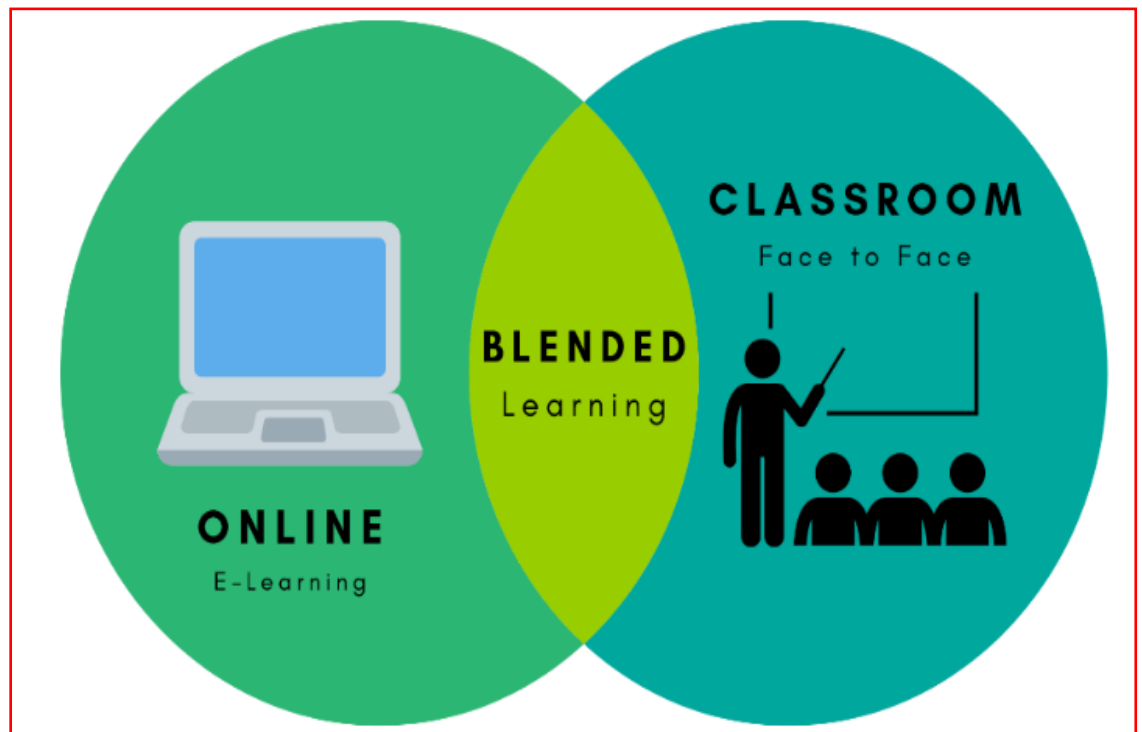 ONLINE
E-Learning
BLENDED
Learning
CLASSROOM
Face to Face